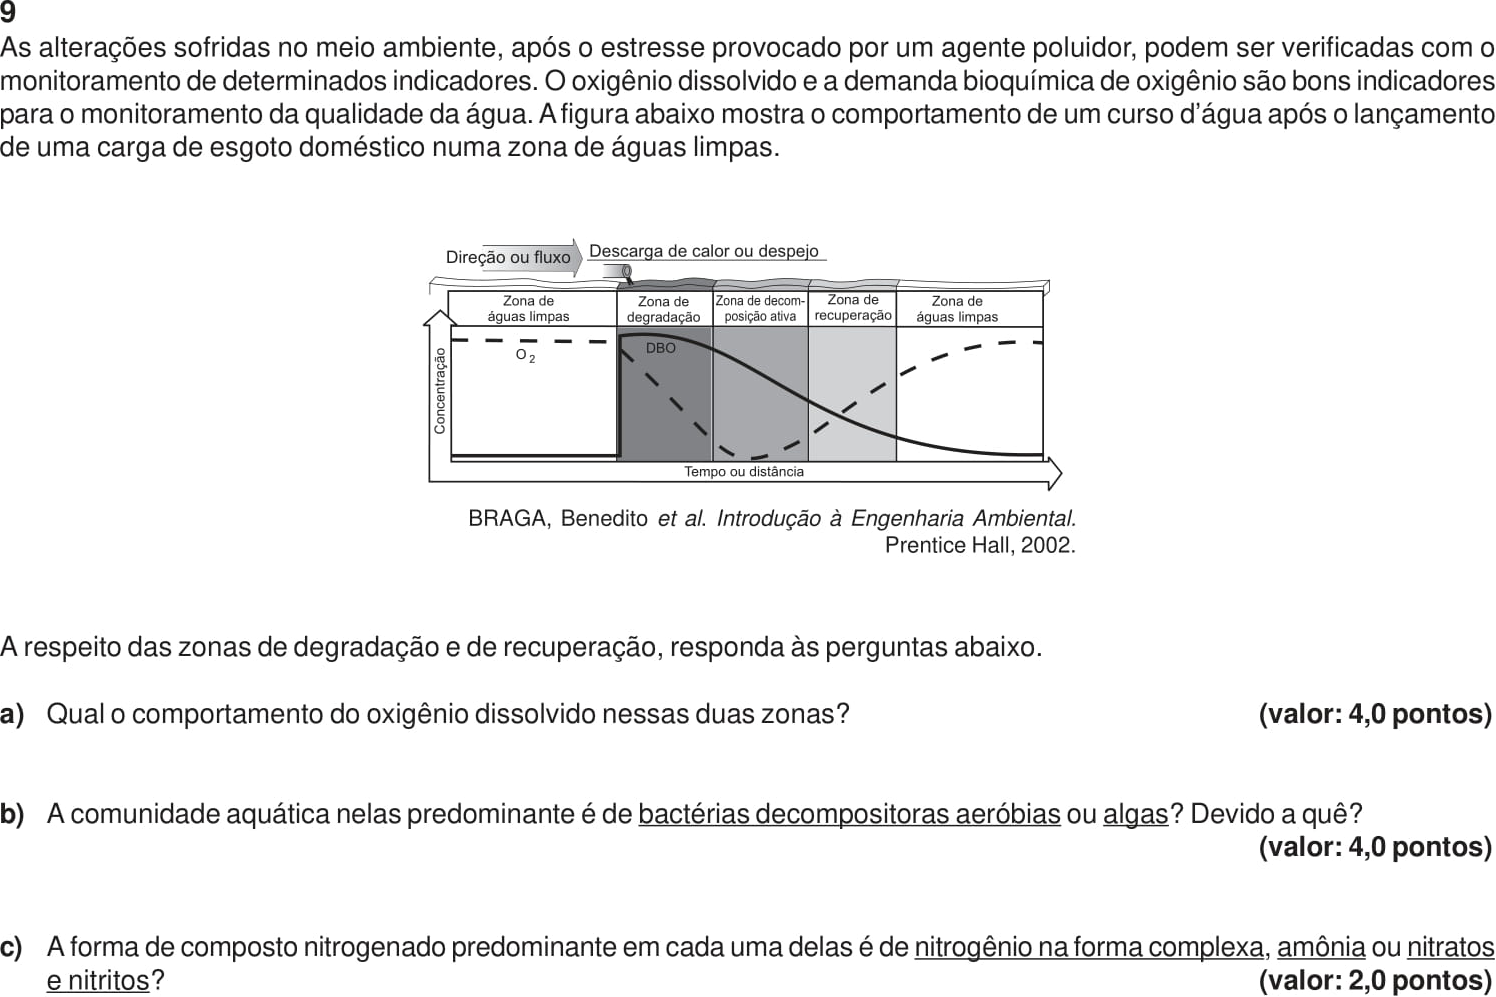 9
As alterações sofridas no meio ambiente, após o estresse provocado por um agente poluidor, podem ser verificadas com o
monitoramento de determinados indicadores. O oxigênio dissolvido e a demanda bioquímica de oxigênio são bons indicadores
para o monitoramento da qualidade da água. A figura abaixo mostra o comportamento de um curso d'água após o lançamento
de uma carga de esgoto doméstico numa zona de águas limpas.
Direção ou fluxo
Descarga de calor ou despejo
Zona de
águas limpas
Zona de
degradação
Zona de decom-
posição ativa
Zona de
recuperação
Zona de
águas limpas
Concentração
O 2
DBO
Tempo ou distância
BRAGA, Benedito et al. Introdução à Engenharia Ambiental.
Prentice Hall, 2002.
A respeito das zonas de degradação e de recuperação, responda às perguntas abaixo.
a) Qual o comportamento do oxigênio dissolvido nessas duas zonas? (valor: 4,0 pontos)
b) A comunidade aquática nelas predominante é de bactérias decompositoras aeróbias ou algas? Devido a quê?
(valor: 4,0 pontos)
c) A forma de composto nitrogenado predominante em cada uma delas é de nitrogênio na forma complexa, amônia ou nitratos
e nitritos? (valor: 2,0 pontos)